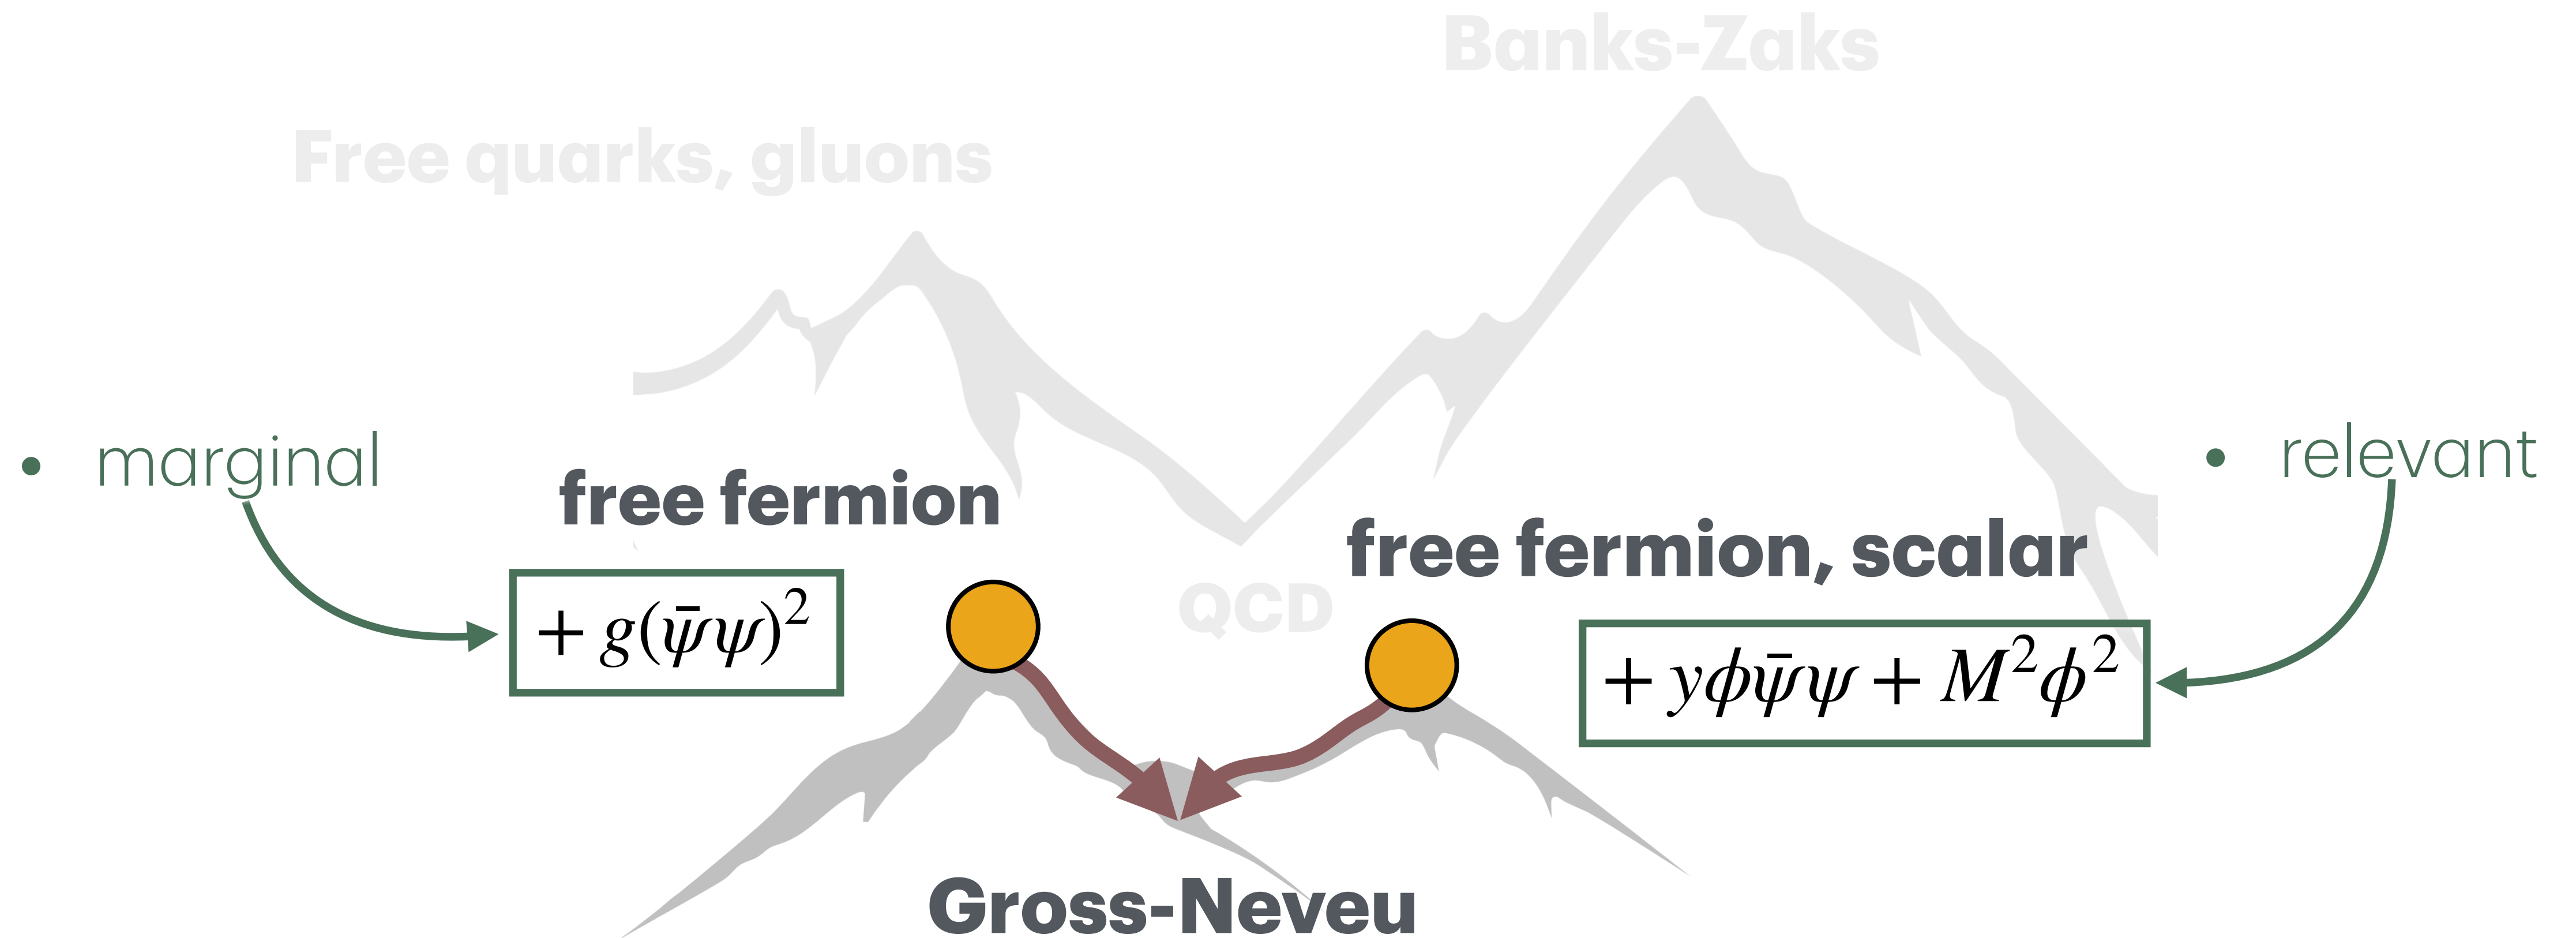 Banks-Zaks
Free quarks, gluons
• marginal
• relevant
free fermion
free fermion, scalar
QCD
+ g(ψ̄ψ)²
+ yϕψ̄ψ + M²ϕ²
Gross-Neveu